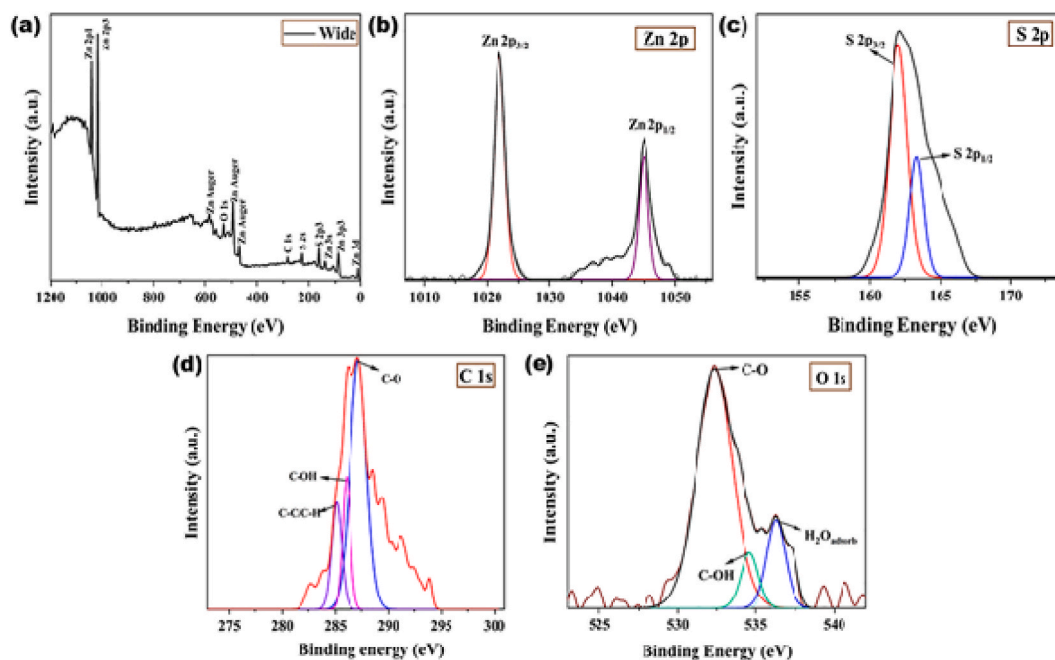 (a)
Wide
Zn 2p1
Zn 2p3
Zn Auger
O 1s
Zn Auger
Zn Auger
C 1s
S 2s
S 2p3
Zn 3s
Zn 3p3
Zn 3d
Intensity (a.u.)
1200 1000 800 600 400 200 0
Binding Energy (eV)
(b)
Zn 2p
Zn 2p3/2
Zn 2p1/2
Intensity (a.u.)
1010 1020 1030 1040 1050
Binding Energy (eV)
(c)
S 2p
S 2p3/2
S 2p1/2
Intensity (a.u.)
155 160 165 170
Binding Energy (eV)
(d)
C 1s
C-O
C-OH
C-C/C-H
Intensity (a.u.)
275 280 285 290 295 300
Binding energy (eV)
(e)
O 1s
C-O
C-OH
H2Oadsorb
Intensity (a.u.)
525 530 535 540
Binding Energy (eV)